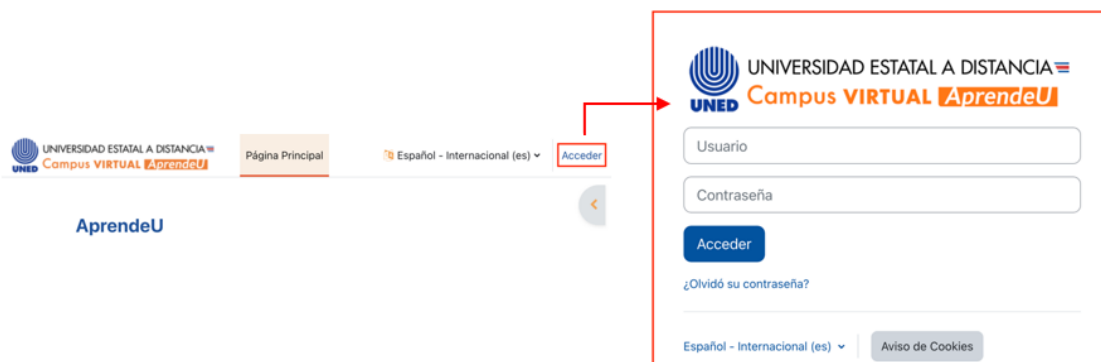 UNED
UNIVERSIDAD ESTATAL A DISTANCIA
Campus VIRTUAL AprendeU
Página Principal
Español - Internacional (es)
Acceder
AprendeU
UNED
UNIVERSIDAD ESTATAL A DISTANCIA
Campus VIRTUAL AprendeU
Usuario
Contraseña
Acceder
¿Olvidó su contraseña?
Español - Internacional (es)
Aviso de Cookies